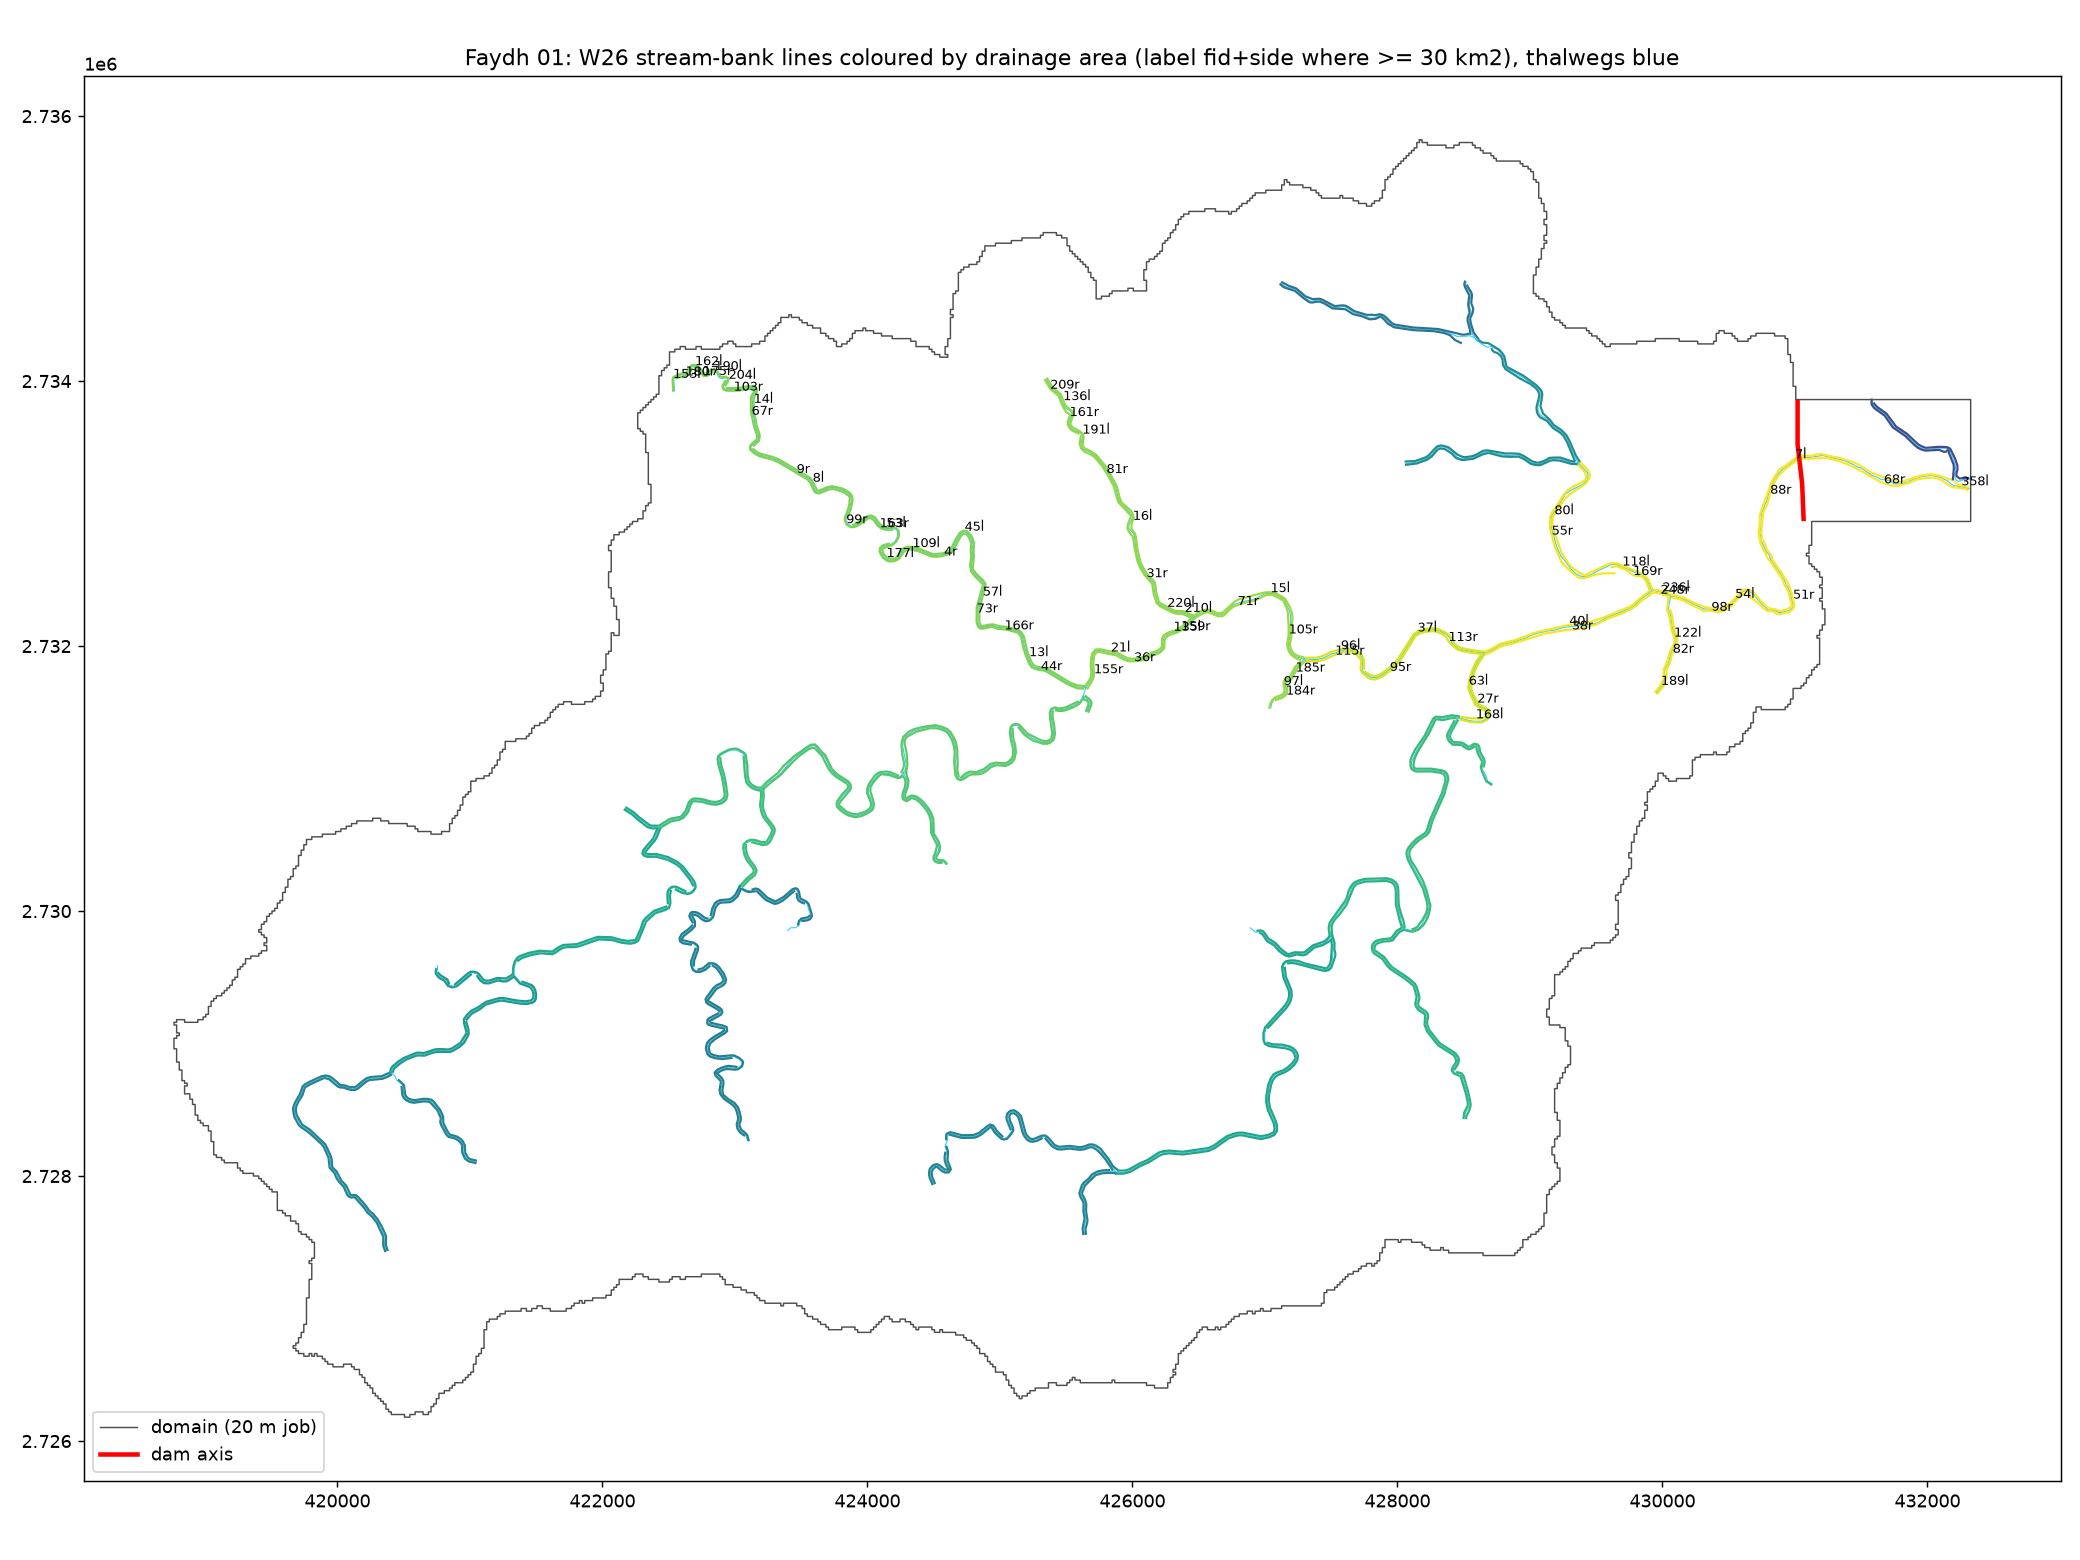 Faydh 01: W26 stream-bank lines coloured by drainage area (label fid+side where >= 30 km2), thalwegs blue
1e6
2.736
2.734
2.732
2.730
2.728
2.726
162l
204l
103r
14l
67r
9r
8l
99r
45l
109l
4r
177l
57l
73r
166r
13l
44r
209r
136l
161r
191l
81r
16l
31r
220l
210l
71r
15l
105r
21l
36r
155r
96l
115r
185r
97l
184r
37l
113r
95r
63l
27r
168l
40l
38r
80l
55r
118l
169r
122l
82r
189l
98r
54l
51r
88r
7l
68r
358l
domain (20 m job)
dam axis
420000 422000 424000 426000 428000 430000 432000